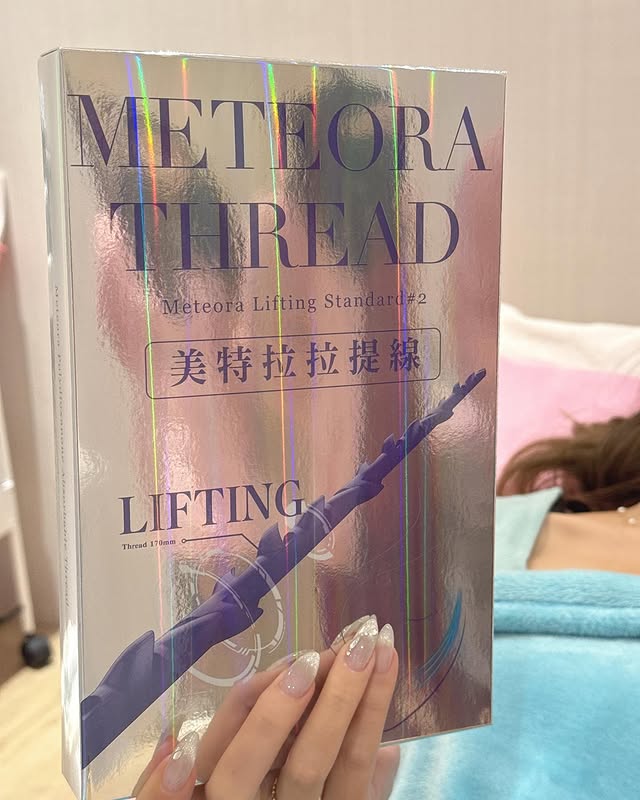 METEORA
THREAD
Meteora Lifting Standard#2
美特拉拉提線
LIFTING
Thread 170mm